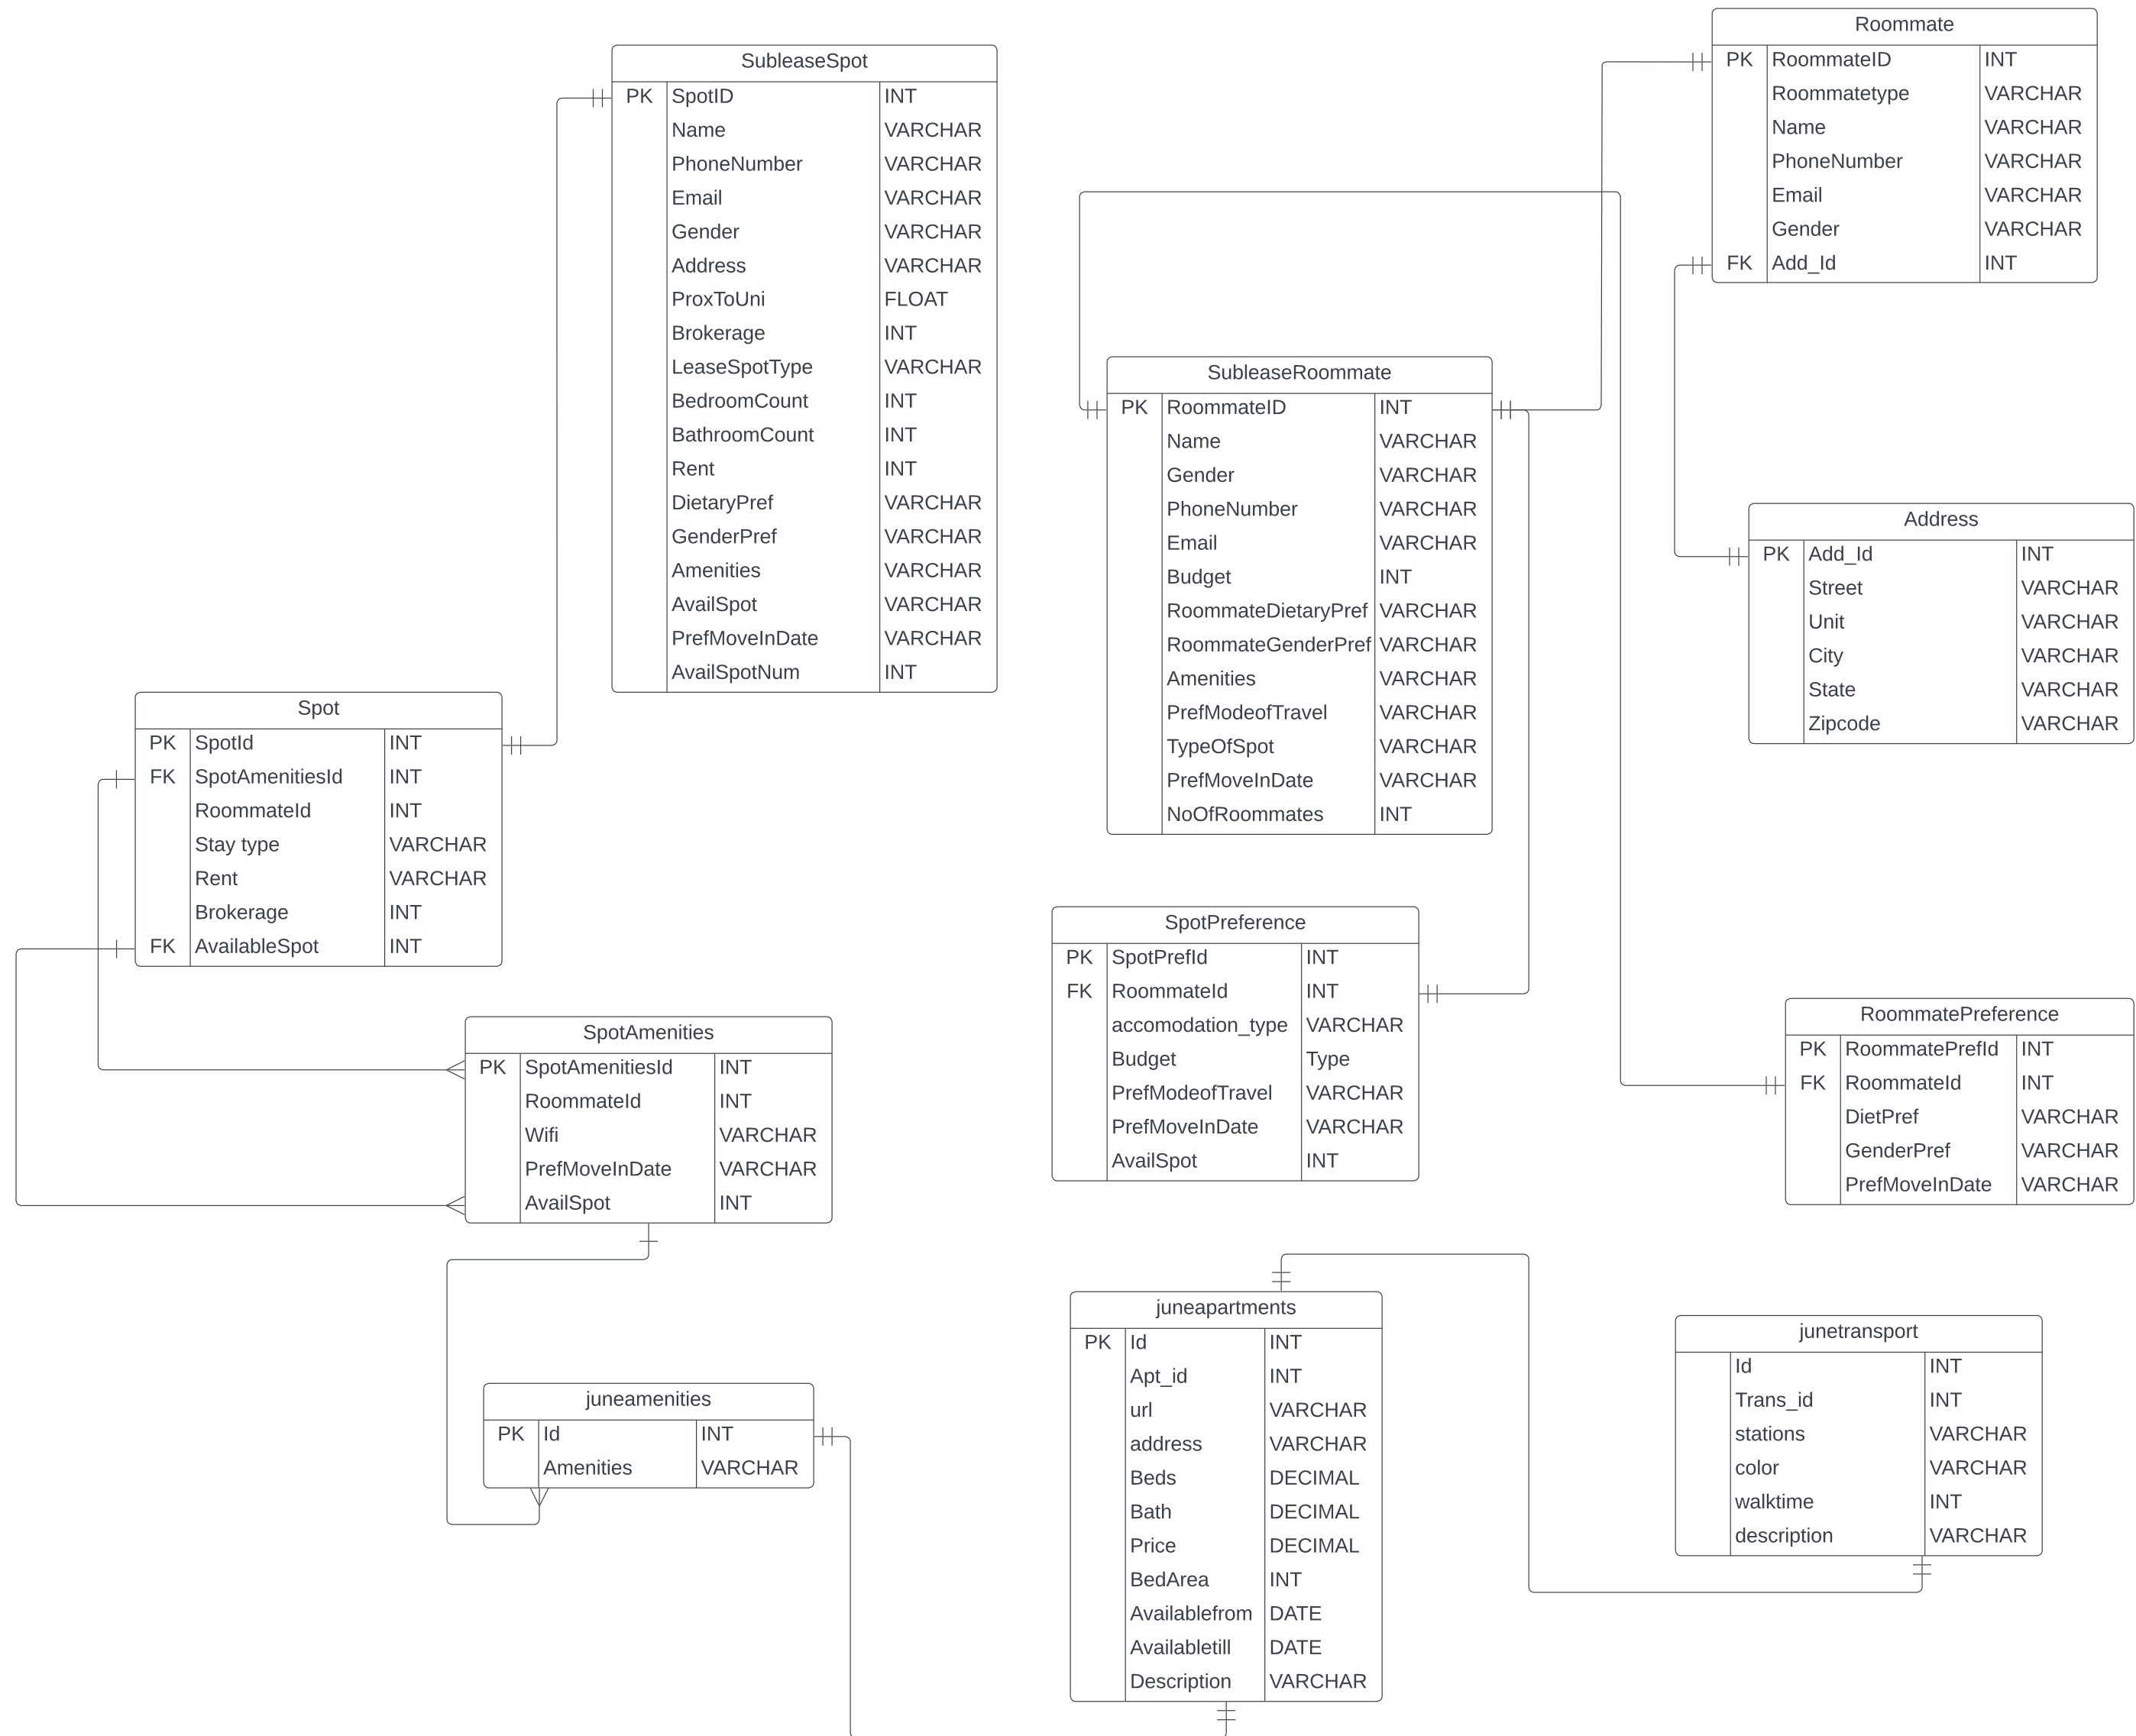 SubleaseSpot
PK SpotID INT
Name VARCHAR
PhoneNumber VARCHAR
Email VARCHAR
Gender VARCHAR
Address VARCHAR
ProxToUni FLOAT
Brokerage INT
LeaseSpotType VARCHAR
BedroomCount INT
BathroomCount INT
Rent INT
DietaryPref VARCHAR
GenderPref VARCHAR
Amenities VARCHAR
AvailSpot VARCHAR
PrefMoveInDate VARCHAR
AvailSpotNum INT
Roommate
PK RoommateID INT
Roommatetype VARCHAR
Name VARCHAR
PhoneNumber VARCHAR
Email VARCHAR
Gender VARCHAR
FK Add_Id INT
SubleaseRoommate
PK RoommateID INT
Name VARCHAR
Gender VARCHAR
PhoneNumber VARCHAR
Email VARCHAR
Budget INT
RoommateDietaryPref VARCHAR
RoommateGenderPref VARCHAR
Amenities VARCHAR
PrefModeofTravel VARCHAR
TypeOfSpot VARCHAR
PrefMoveInDate VARCHAR
NoOfRoommates INT
Address
PK Add_Id INT
Street VARCHAR
Unit VARCHAR
City VARCHAR
State VARCHAR
Zipcode VARCHAR
Spot
PK SpotId INT
FK SpotAmenitiesId INT
RoommateId INT
Stay type VARCHAR
Rent VARCHAR
Brokerage INT
FK AvailableSpot INT
SpotPreference
PK SpotPrefId INT
FK RoommateId INT
accomodation_type VARCHAR
Budget Type
PrefModeofTravel VARCHAR
PrefMoveInDate VARCHAR
AvailSpot INT
RoommatePreference
PK RoommatePrefId INT
FK RoommateId INT
DietPref VARCHAR
GenderPref VARCHAR
PrefMoveInDate VARCHAR
SpotAmenities
PK SpotAmenitiesId INT
RoommateId INT
Wifi VARCHAR
PrefMoveInDate VARCHAR
AvailSpot INT
juneapartments
PK Id INT
Apt_id INT
url VARCHAR
address VARCHAR
Beds DECIMAL
Bath DECIMAL
Price DECIMAL
BedArea INT
Availablefrom DATE
Availabletill DATE
Description VARCHAR
junetransport
Id INT
Trans_id INT
stations VARCHAR
color VARCHAR
walktime INT
description VARCHAR
juneamenities
PK Id INT
Amenities VARCHAR